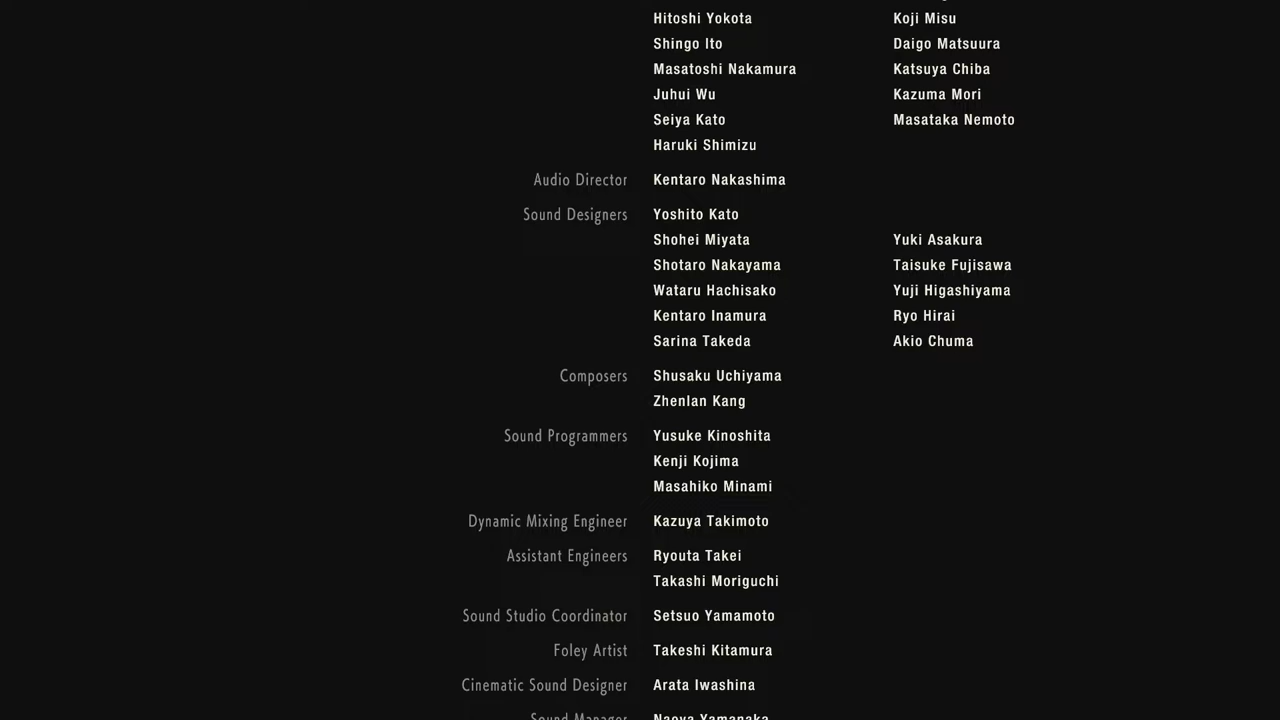 Hitoshi Yokota Koji Misu
Shingo Ito Daigo Matsuura
Masatoshi Nakamura Katsuya Chiba
Juhui Wu Kazuma Mori
Seiya Kato Masataka Nemoto
Haruki Shimizu
Audio Director Kentaro Nakashima
Sound Designers Yoshito Kato
Shohei Miyata Yuki Asakura
Shotaro Nakayama Taisuke Fujisawa
Wataru Hachisako Yuji Higashiyama
Kentaro Inamura Ryo Hirai
Sarina Takeda Akio Chuma
Composers Shusaku Uchiyama
Zhenlan Kang
Sound Programmers Yusuke Kinoshita
Kenji Kojima
Masahiko Minami
Dynamic Mixing Engineer Kazuya Takimoto
Assistant Engineers Ryouta Takei
Takashi Moriguchi
Sound Studio Coordinator Setsuo Yamamoto
Foley Artist Takeshi Kitamura
Cinematic Sound Designer Arata Iwashina
Sound Manager Naoya Yamanaka